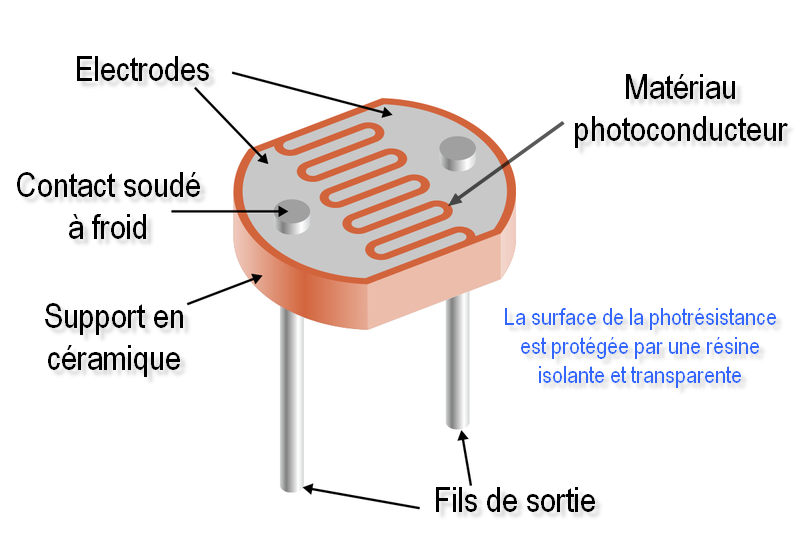 Electrodes
Matériau
photoconducteur
Contact soudé
à froid
Support en
céramique
La surface de la photrésistance
est protégée par une résine
isolante et transparente
Fils de sortie